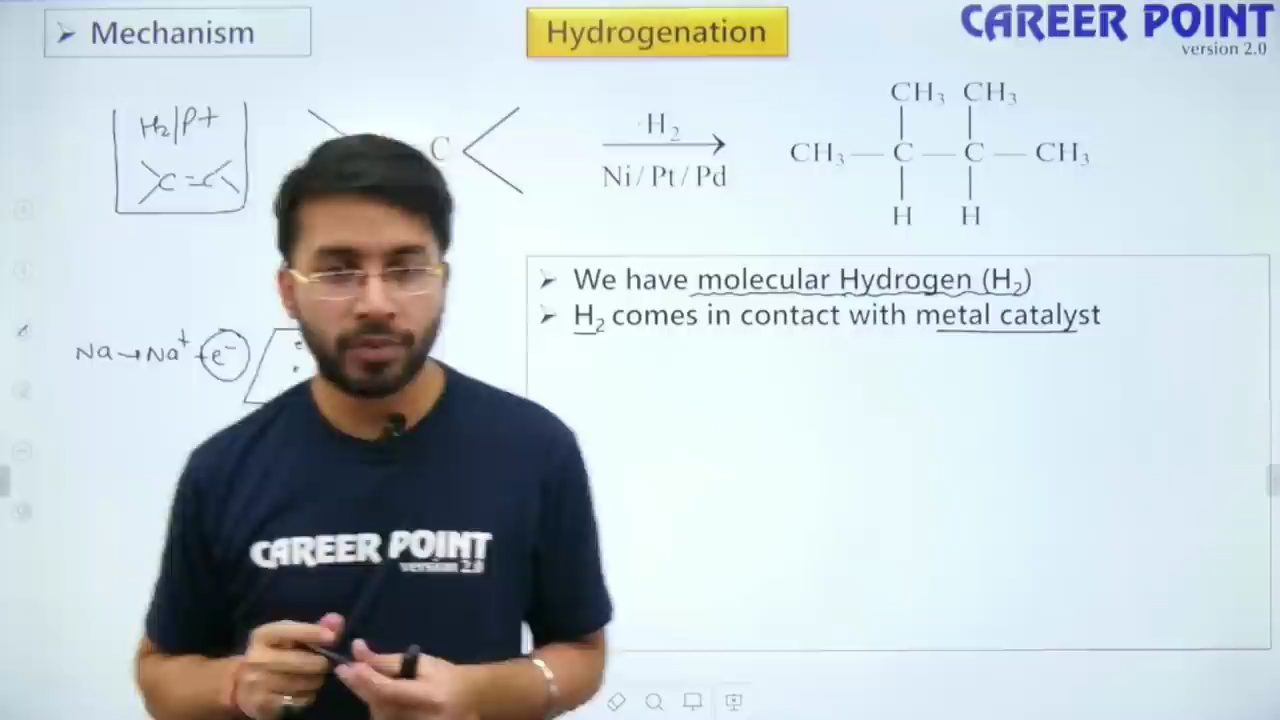 ➢ Mechanism
Hydrogenation
CAREER POINT
version 2.0
H₂/Pt
C=C
C
H₂
Ni/Pt/Pd
CH₃ CH₃
CH₃—C—C—CH₃
H H
➢ We have molecular Hydrogen (H₂)
➢ H₂ comes in contact with metal catalyst
Na→Na⁺+e⁻
e
CAREER POINT
version 2.0